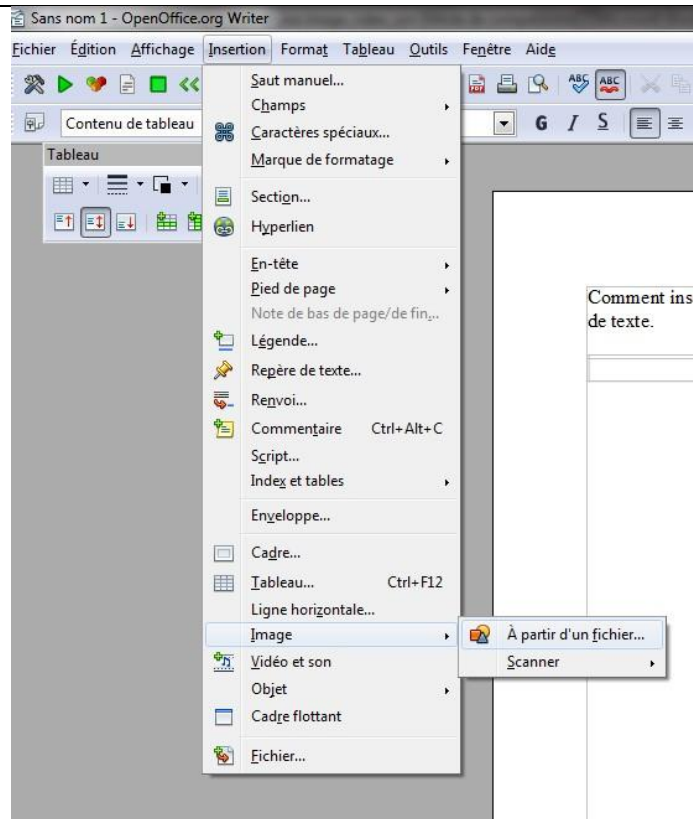 Sans nom 1 - OpenOffice.org Writer
Fichier Édition Affichage Insertion Format Tableau Outils Fenêtre Aide
ABC ABC
Contenu de tableau G I S
Tableau
Saut manuel...
Champs
Caractères spéciaux...
Marque de formatage
Section...
Hyperlien
En-tête
Pied de page
Note de bas de page/de fin...
Légende...
Repère de texte...
Renvoi...
Commentaire Ctrl+Alt+C
Script...
Index et tables
Enveloppe...
Cadre...
Tableau... Ctrl+F12
Ligne horizontale...
Image
À partir d'un fichier...
Vidéo et son
Scanner
Objet
Cadre flottant
Fichier...
Comment ins
de texte.